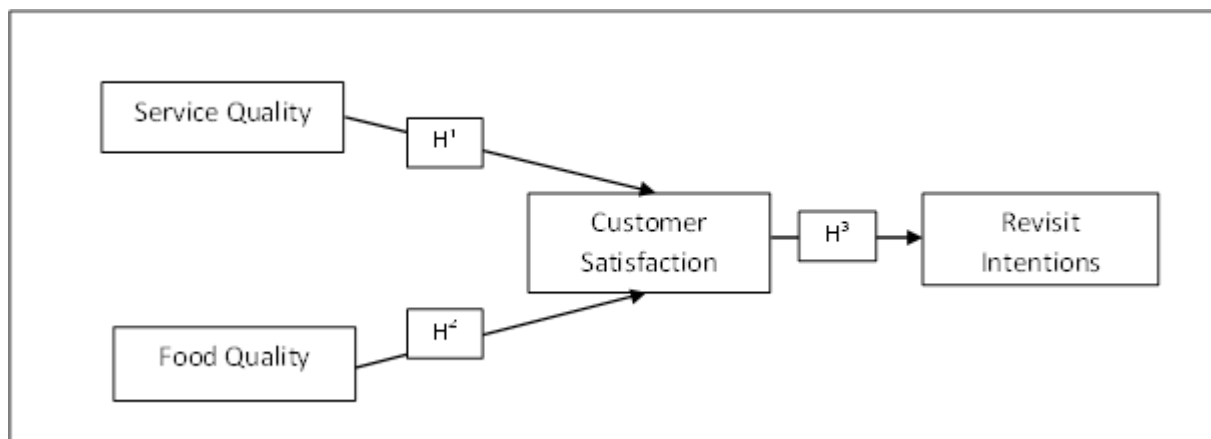 Service Quality
H¹
Customer
Satisfaction
H³
Revisit
Intentions
H²
Food Quality